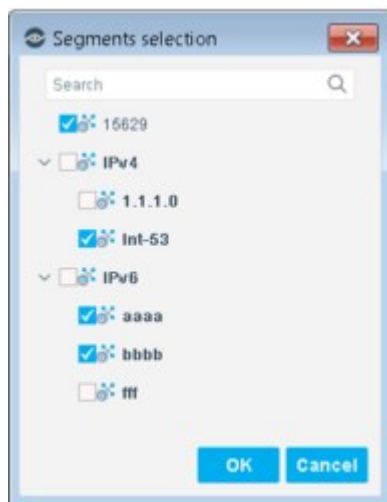 Segments selection
Search
15629
IPv4
1.1.1.0
Int-53
IPv6
aaaa
bbbb
fff
OK Cancel